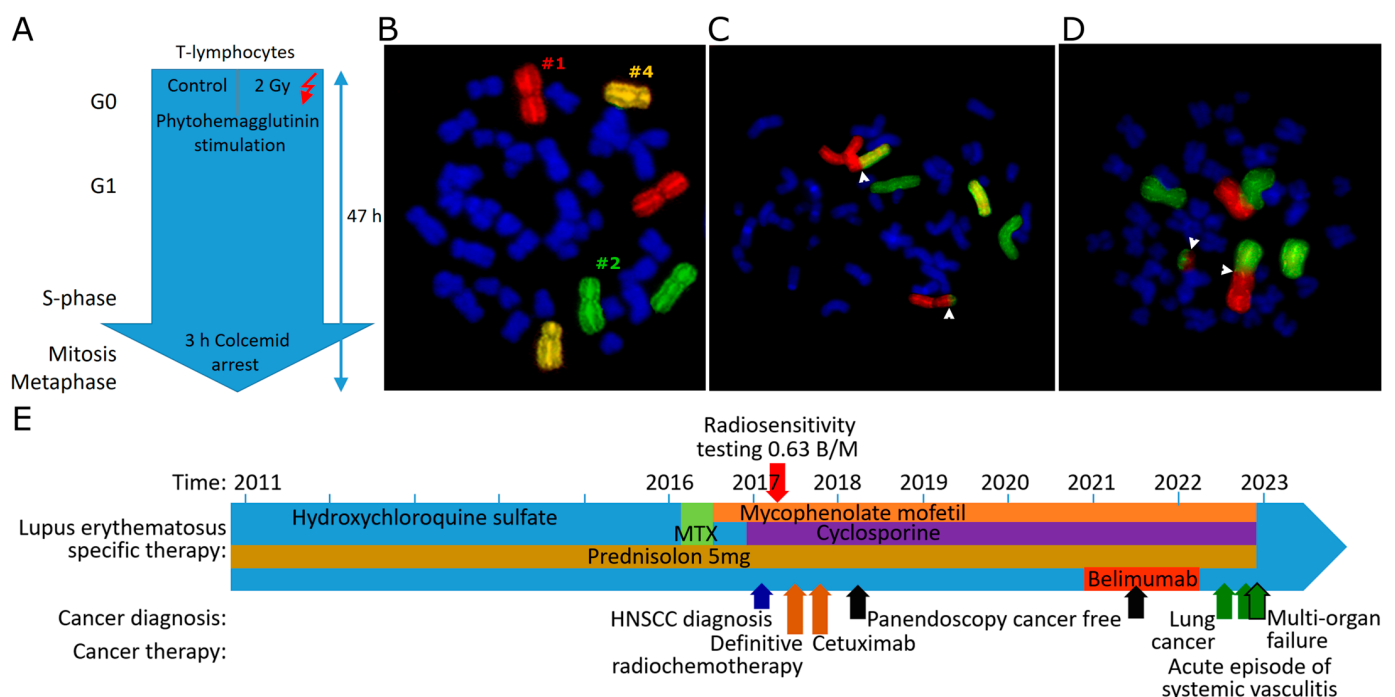 A
T-lymphocytes
Control
2 Gy
G0
Phytohemagglutinin
stimulation
G1
47 h
S-phase
3 h Colcemid
arrest
Mitosis
Metaphase
B
#1
#4
#2
C
D
E
Radiosensitivity
testing 0.63 B/M
Time: 2011 2016 2017 2018 2019 2020 2021 2022 2023
Lupus erythematosus
specific therapy:
Hydroxychloroquine sulfate
MTX
Mycophenolate mofetil
Cyclosporine
Prednisolon 5mg
Belimumab
Cancer diagnosis:
Cancer therapy:
HNSCC diagnosis
Definitive
radiochemotherapy
Cetuximab
Panendoscopy cancer free
Lung
cancer
Multi-organ
failure
Acute episode of
systemic vasculitis